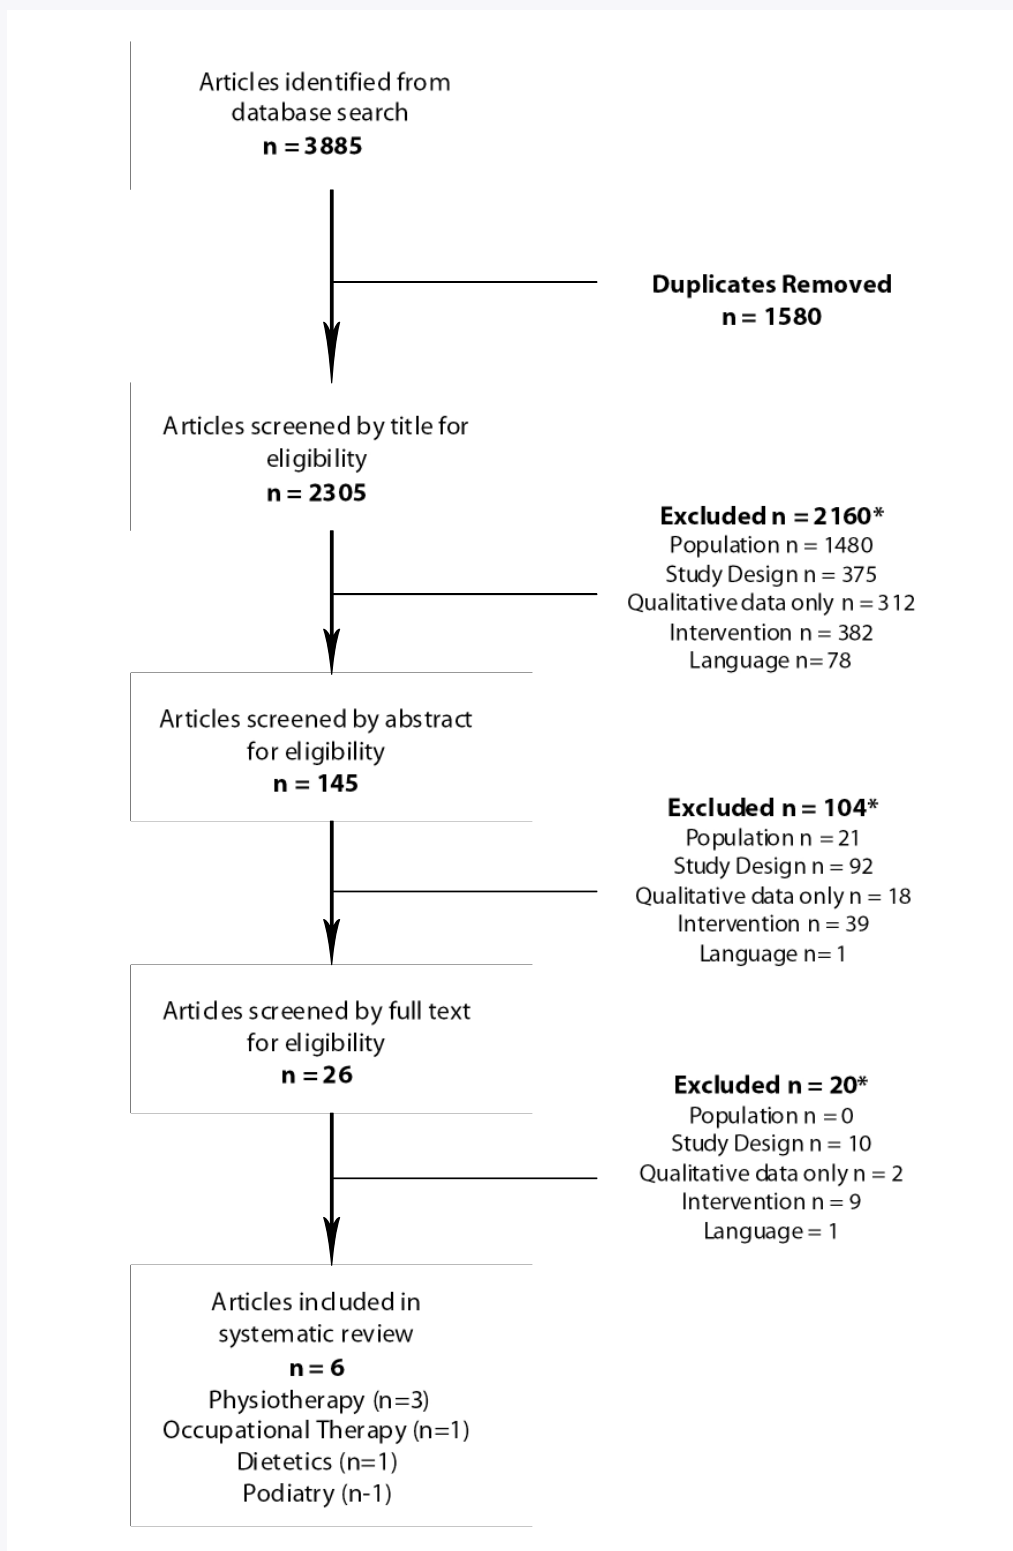 Articles identified from
database search
n = 3885
Duplicates Removed
n = 1580
Articles screened by title for
eligibility
n = 2305
Excluded n = 2160*
Population n = 1480
Study Design n = 375
Qualitative data only n = 312
Intervention n = 382
Language n= 78
Articles screened by abstract
for eligibility
n = 145
Excluded n = 104*
Population n = 21
Study Design n = 92
Qualitative data only n = 18
Intervention n = 39
Language n= 1
Articles screened by full text
for eligibility
n = 26
Excluded n = 20*
Population n = 0
Study Design n = 10
Qualitative data only n = 2
Intervention n = 9
Language = 1
Articles included in
systematic review
n = 6
Physiotherapy (n=3)
Occupational Therapy (n=1)
Dietetics (n=1)
Podiatry (n-1)